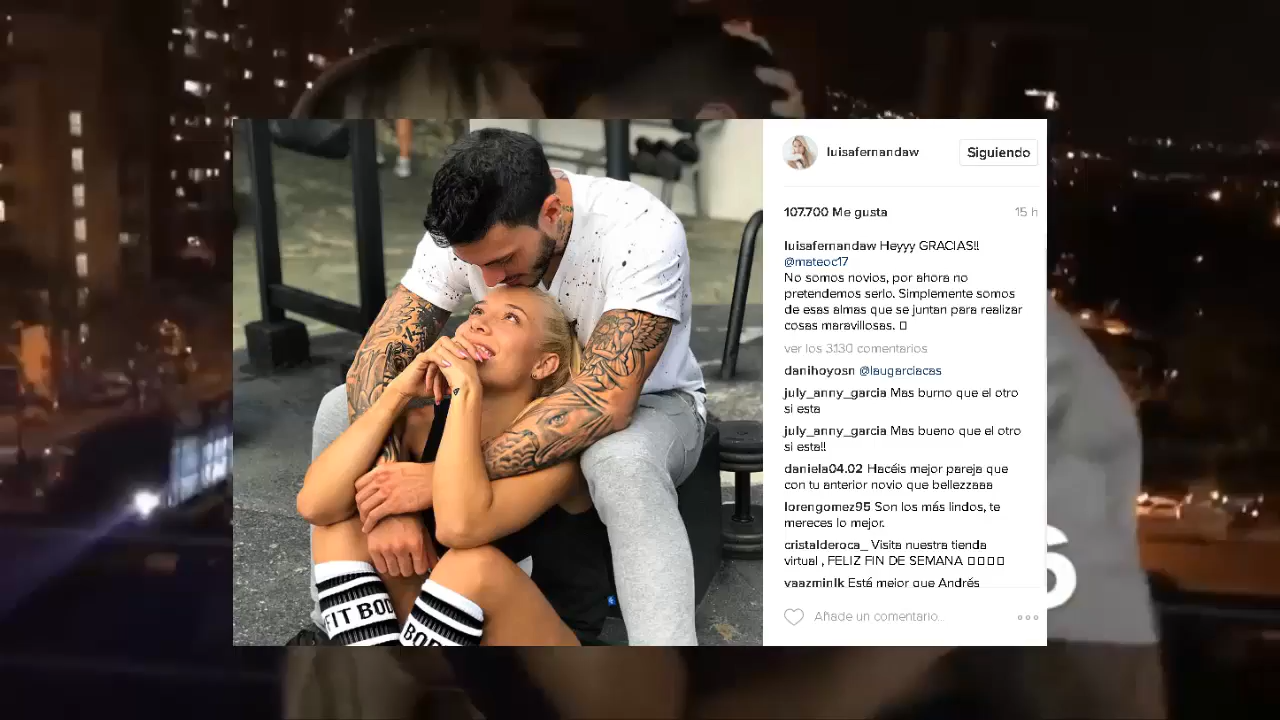 luisafernandaw
Siguiendo
107.700 Me gusta
15 h
luisafernandaw Heyyy GRACIAS!!
@mateoc17
No somos novios, por ahora no
pretendemos serlo. Simplemente somos
de esas almas que se juntan para realizar
cosas maravillosas.
ver los 3130 comentarios
danihoyosn @laugarciacas
july_anny_garcia Mas burno que el otro
si esta
july_anny_garcia Mas bueno que el otro
si esta!!
daniela04.02 Hacéis mejor pareja que
con tu anterior novio que bellezzaaa
lorengomez95 Son los más lindos, te
mereces lo mejor.
cristalderoca_ Visita nuestra tienda
virtual , FELIZ FIN DE SEMANA
vaazminlk Está mejor que Andrés
Añade un comentario...
FIT BOD
BOD